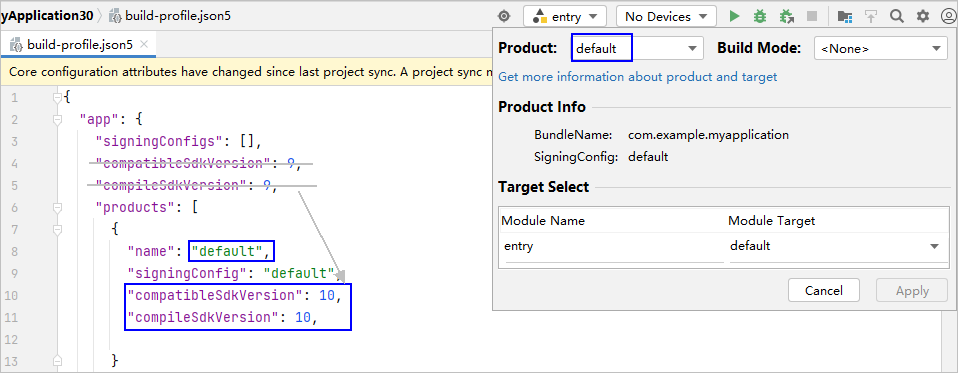 yApplication30 build-profile.json5 entry No Devices
build-profile.json5
Core configuration attributes have changed since last project sync. A project sync n
1 {
2 "app": {
3 "signingConfigs": [],
4 "compatibleSdkVersion": 9,
5 "compileSdkVersion": 9,
6 "products": [
7 {
8 "name": "default",
9 "signingConfig": "default",
10 "compatibleSdkVersion": 10,
11 "compileSdkVersion": 10,
12
13 }
Product: default Build Mode: <None>
Get more information about product and target
Product Info
BundleName: com.example.myapplication
SigningConfig: default
Target Select
Module Name Module Target
entry default
Cancel Apply